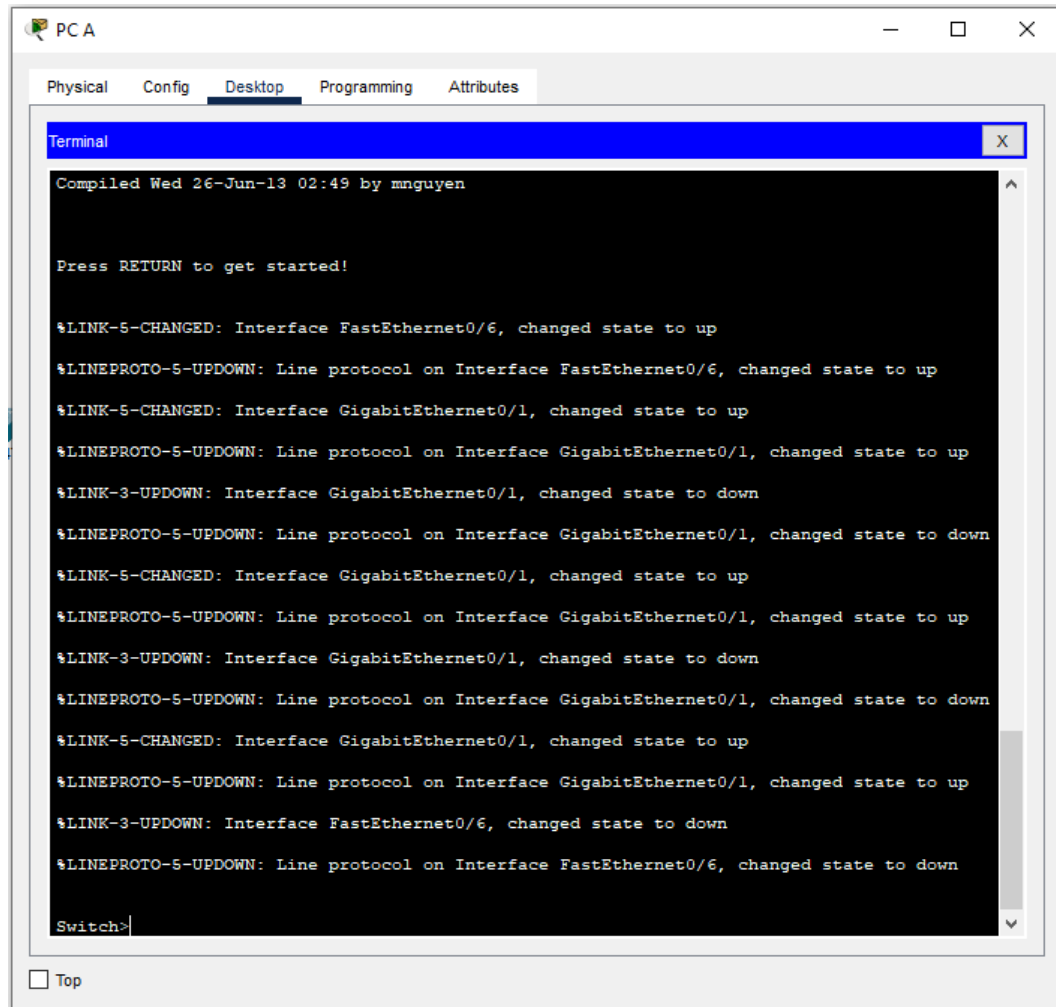 PC A
Physical Config Desktop Programming Attributes
Terminal X
Compiled Wed 26-Jun-13 02:49 by mnguyen
Press RETURN to get started!
%LINK-5-CHANGED: Interface FastEthernet0/6, changed state to up
%LINEPROTO-5-UPDOWN: Line protocol on Interface FastEthernet0/6, changed state to up
%LINK-5-CHANGED: Interface GigabitEthernet0/1, changed state to up
%LINEPROTO-5-UPDOWN: Line protocol on Interface GigabitEthernet0/1, changed state to up
%LINK-3-UPDOWN: Interface GigabitEthernet0/1, changed state to down
%LINEPROTO-5-UPDOWN: Line protocol on Interface GigabitEthernet0/1, changed state to down
%LINK-5-CHANGED: Interface GigabitEthernet0/1, changed state to up
%LINEPROTO-5-UPDOWN: Line protocol on Interface GigabitEthernet0/1, changed state to up
%LINK-3-UPDOWN: Interface GigabitEthernet0/1, changed state to down
%LINEPROTO-5-UPDOWN: Line protocol on Interface GigabitEthernet0/1, changed state to down
%LINK-5-CHANGED: Interface GigabitEthernet0/1, changed state to up
%LINEPROTO-5-UPDOWN: Line protocol on Interface GigabitEthernet0/1, changed state to up
%LINK-3-UPDOWN: Interface FastEthernet0/6, changed state to down
%LINEPROTO-5-UPDOWN: Line protocol on Interface FastEthernet0/6, changed state to down
Switch>
Top